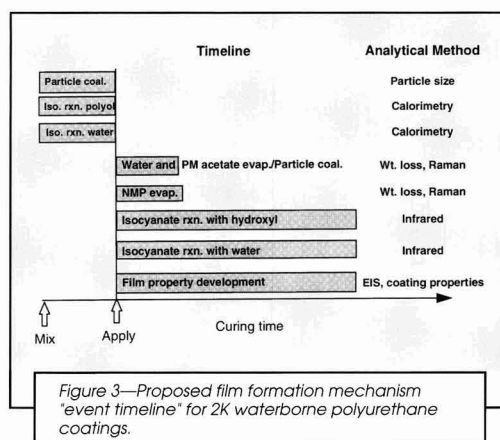 Timeline Analytical Method
Particle coal. Particle size
Iso. rxn. polyol Calorimetry
Iso. rxn. water Calorimetry
Water and PM acetate evap./Particle coal. Wt. loss, Raman
NMP evap. Wt. loss, Raman
Isocyanate rxn. with hydroxyl Infrared
Isocyanate rxn. with water Infrared
Film property development EIS, coating properties
Mix Apply Curing time
Figure 3—Proposed film formation mechanism
"event timeline" for 2K waterborne polyurethane
coatings.